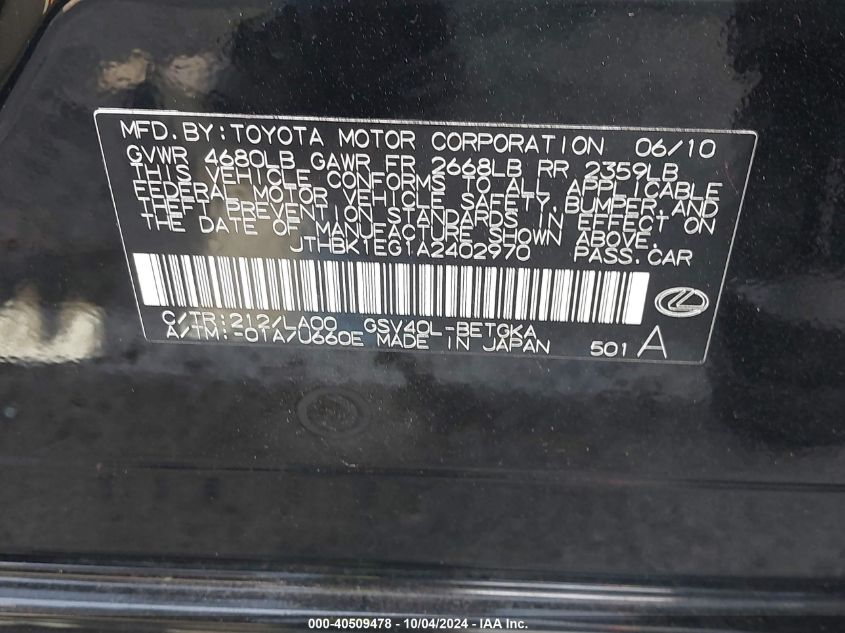 MFD.BY:TOYOTA MOTOR CORPORATION 06/10
GVWR 4680LB GAWR FR 2668LB RR 2359LB
THIS VEHICLE CONFORMS TO ALL APPLICABLE
FEDERAL MOTOR VEHICLE SAFETY, BUMPER AND
THEFT PREVENTION STANDARDS IN EFFECT ON
THE DATE OF MANUFACTURE SHOWN ABOVE.
JTHBK1EG1A2402970 PASS.CAR
C/TR:212/LA00 GSV40L-BETGKA
A/TM:-01A/U660E MADE IN JAPAN 501 A
000-40509478 - 10/04/2024 - IAA Inc.